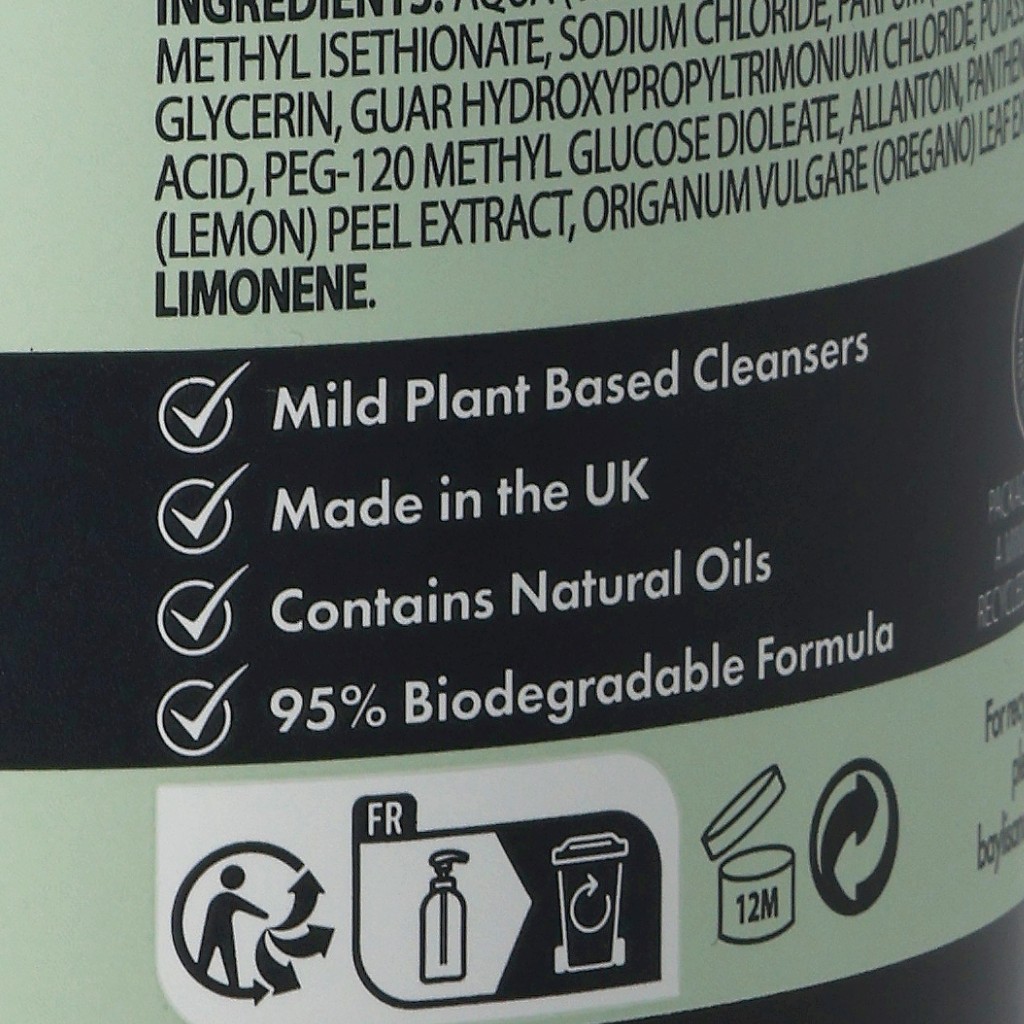 INGREDIENTS: AQUA
METHYL ISETHIONATE, SODIUM CHLORIDE, PARFUM
GLYCERIN, GUAR HYDROXYPROPYLTRIMONIUM CHLORIDE,
ACID, PEG-120 METHYL GLUCOSE DIOLEATE, ALLANTOIN,
(LEMON) PEEL EXTRACT, ORIGANUM VULGARE (OREGANO) LEAF
LIMONENE.
Mild Plant Based Cleansers
Made in the UK
Contains Natural Oils
95% Biodegradable Formula
FR
12M
For